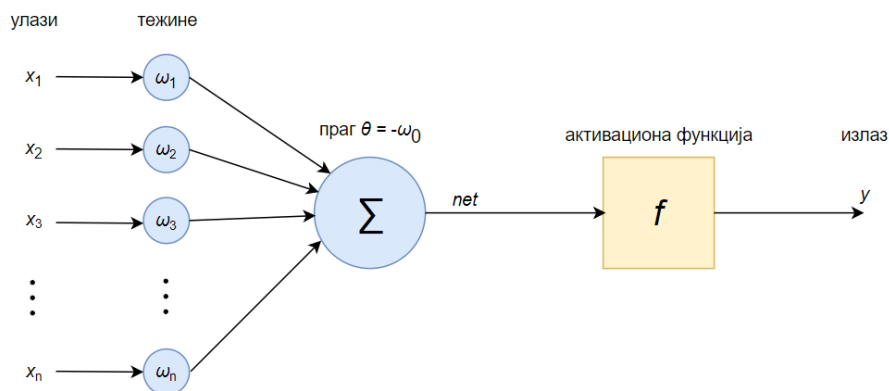 улази
тежине
x1
ω1
праг θ = -ω0
активациона функција
излаз
x2
ω2
x3
ω3
∑
net
f
y
xn
ωn